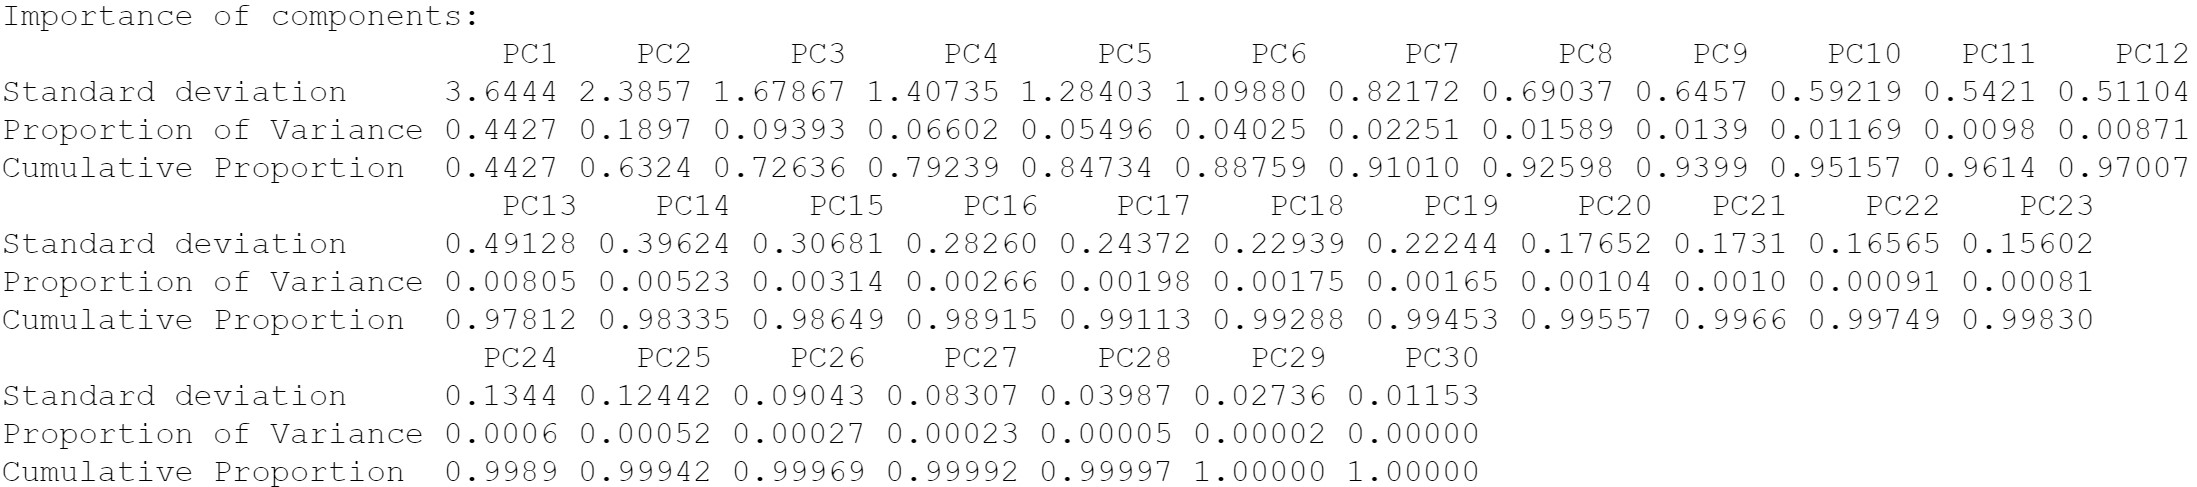 Importance of components:
PC1 PC2 PC3 PC4 PC5 PC6 PC7 PC8 PC9 PC10 PC11 PC12
Standard deviation 3.6444 2.3857 1.67867 1.40735 1.28403 1.09880 0.82172 0.69037 0.6457 0.59219 0.5421 0.51104
Proportion of Variance 0.4427 0.1897 0.09393 0.06602 0.05496 0.04025 0.02251 0.01589 0.0139 0.01169 0.0098 0.00871
Cumulative Proportion 0.4427 0.6324 0.72636 0.79239 0.84734 0.88759 0.91010 0.92598 0.9399 0.95157 0.9614 0.97007
PC13 PC14 PC15 PC16 PC17 PC18 PC19 PC20 PC21 PC22 PC23
Standard deviation 0.49128 0.39624 0.30681 0.28260 0.24372 0.22939 0.22244 0.17652 0.1731 0.16565 0.15602
Proportion of Variance 0.00805 0.00523 0.00314 0.00266 0.00198 0.00175 0.00165 0.00104 0.0010 0.00091 0.00081
Cumulative Proportion 0.97812 0.98335 0.98649 0.98915 0.99113 0.99288 0.99453 0.99557 0.9966 0.99749 0.99830
PC24 PC25 PC26 PC27 PC28 PC29 PC30
Standard deviation 0.1344 0.12442 0.09043 0.08307 0.03987 0.02736 0.01153
Proportion of Variance 0.0006 0.00052 0.00027 0.00023 0.00005 0.00002 0.00000
Cumulative Proportion 0.9989 0.99942 0.99969 0.99992 0.99997 1.00000 1.00000